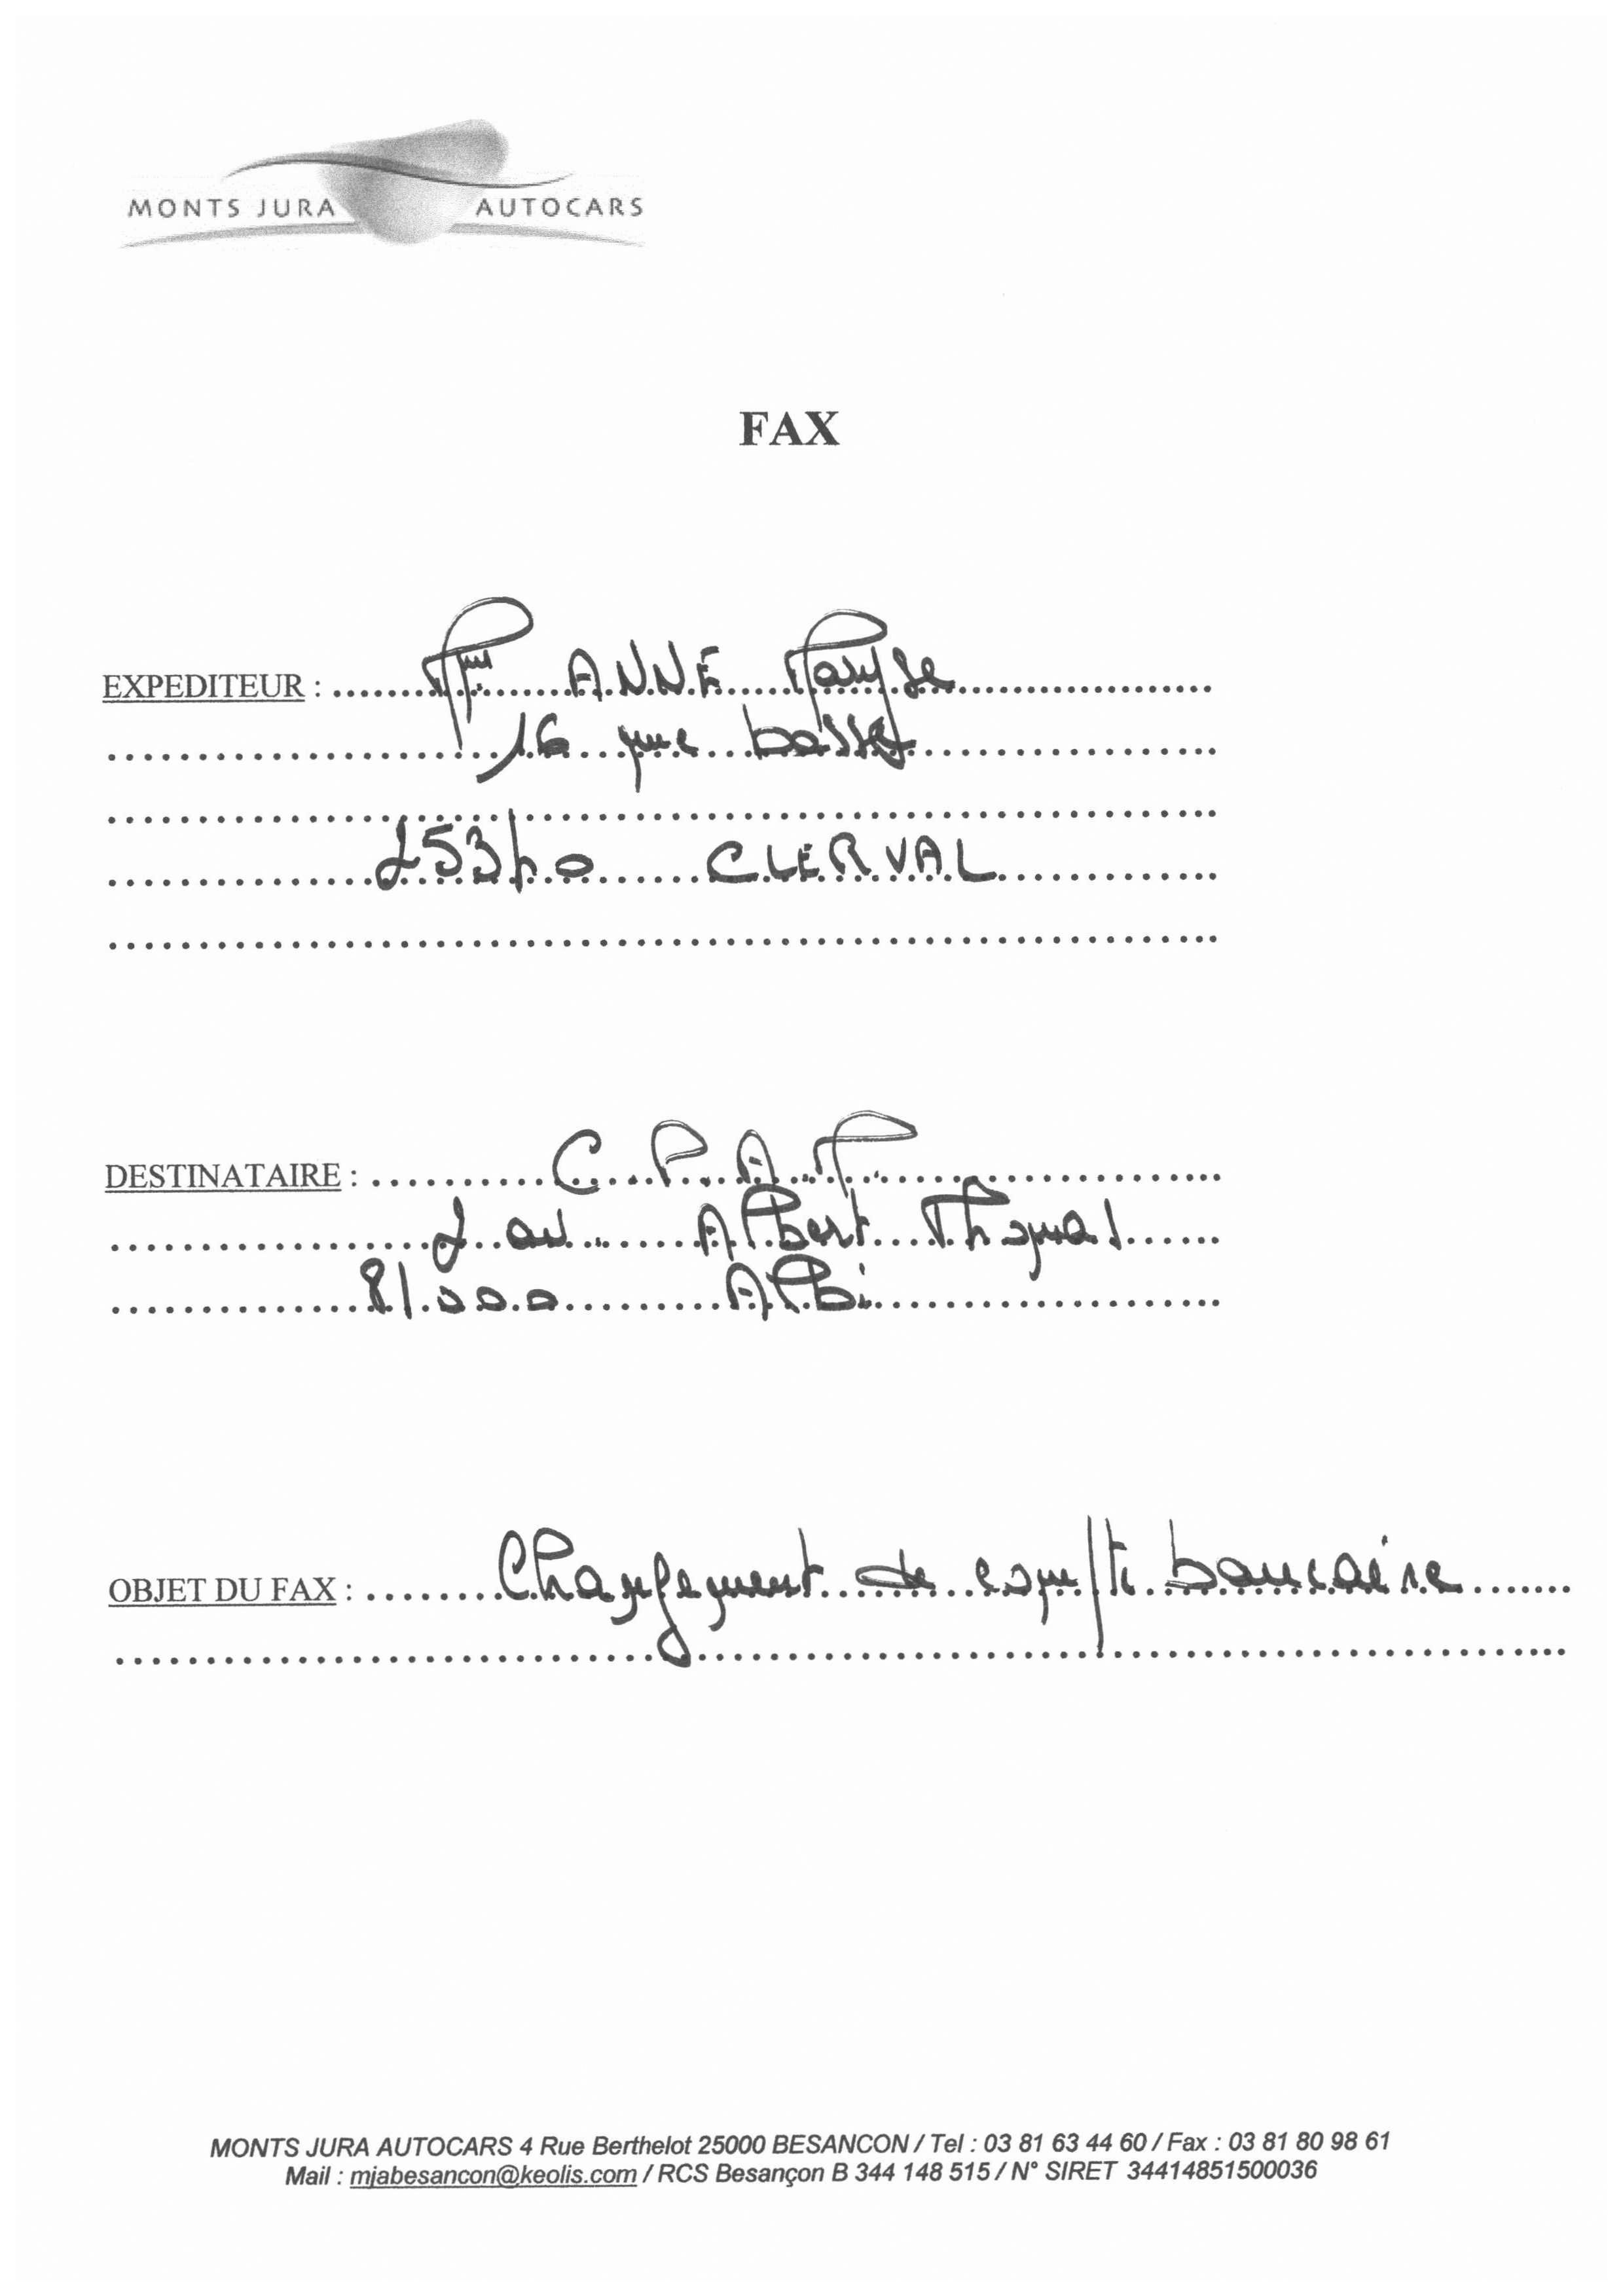 MONTS JURA AUTOCARS
FAX
EXPEDITEUR : Mme ANNE Maryse
16 rue basse
25340 CLERVAL
DESTINATAIRE : C.P.A.M.
2 av. Albert Thomas
81000 Albi
OBJET DU FAX : Changement de compte bancaire
MONTS JURA AUTOCARS 4 Rue Berthelot 25000 BESANCON / Tel : 03 81 63 44 60 / Fax : 03 81 80 98 61
Mail : mjabesancon@keolis.com / RCS Besançon B 344 148 515 / N° SIRET 34414851500036